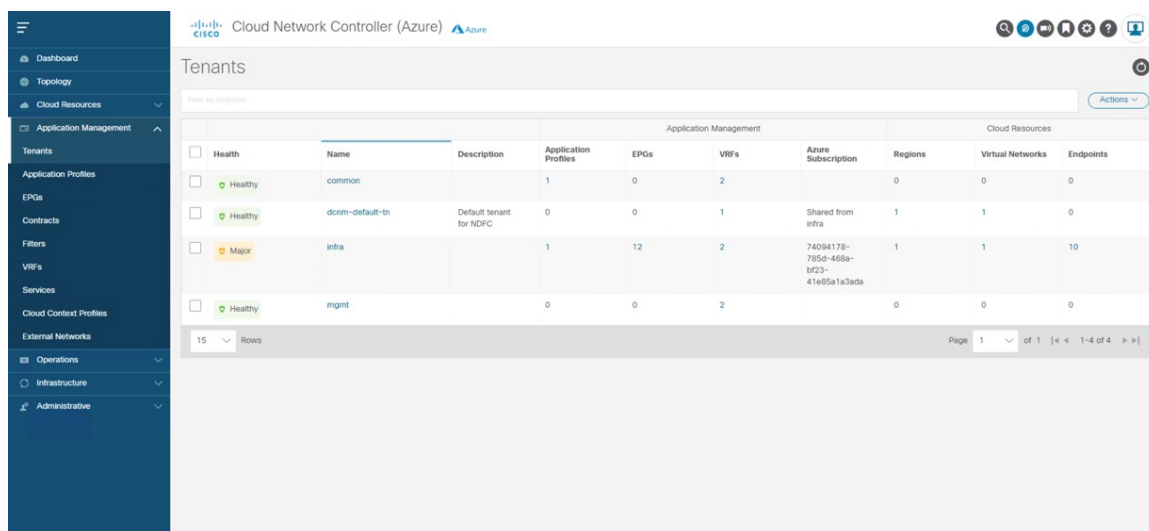 CISCO Cloud Network Controller (Azure) Azure
Dashboard
Topology
Cloud Resources
Application Management
Tenants
Application Profiles
EPGs
Contracts
Filters
VRFs
Services
Cloud Context Profiles
External Networks
Operations
Infrastructure
Administrative
Tenants
Filter by attributes
Actions
Application Management Cloud Resources
Health Name Description Application Profiles EPGs VRFs Azure Subscription Regions Virtual Networks Endpoints
Healthy common 1 0 2 0 0 0
Healthy dcnm-default-tn Default tenant for NDFC 0 0 1 Shared from infra 1 1 0
Major infra 1 12 2 74094178-785d-468a-bf23-41e85a1a3ada 1 1 10
Healthy mgmt 0 0 2 0 0 0
15 Rows Page 1 of 1 1-4 of 4